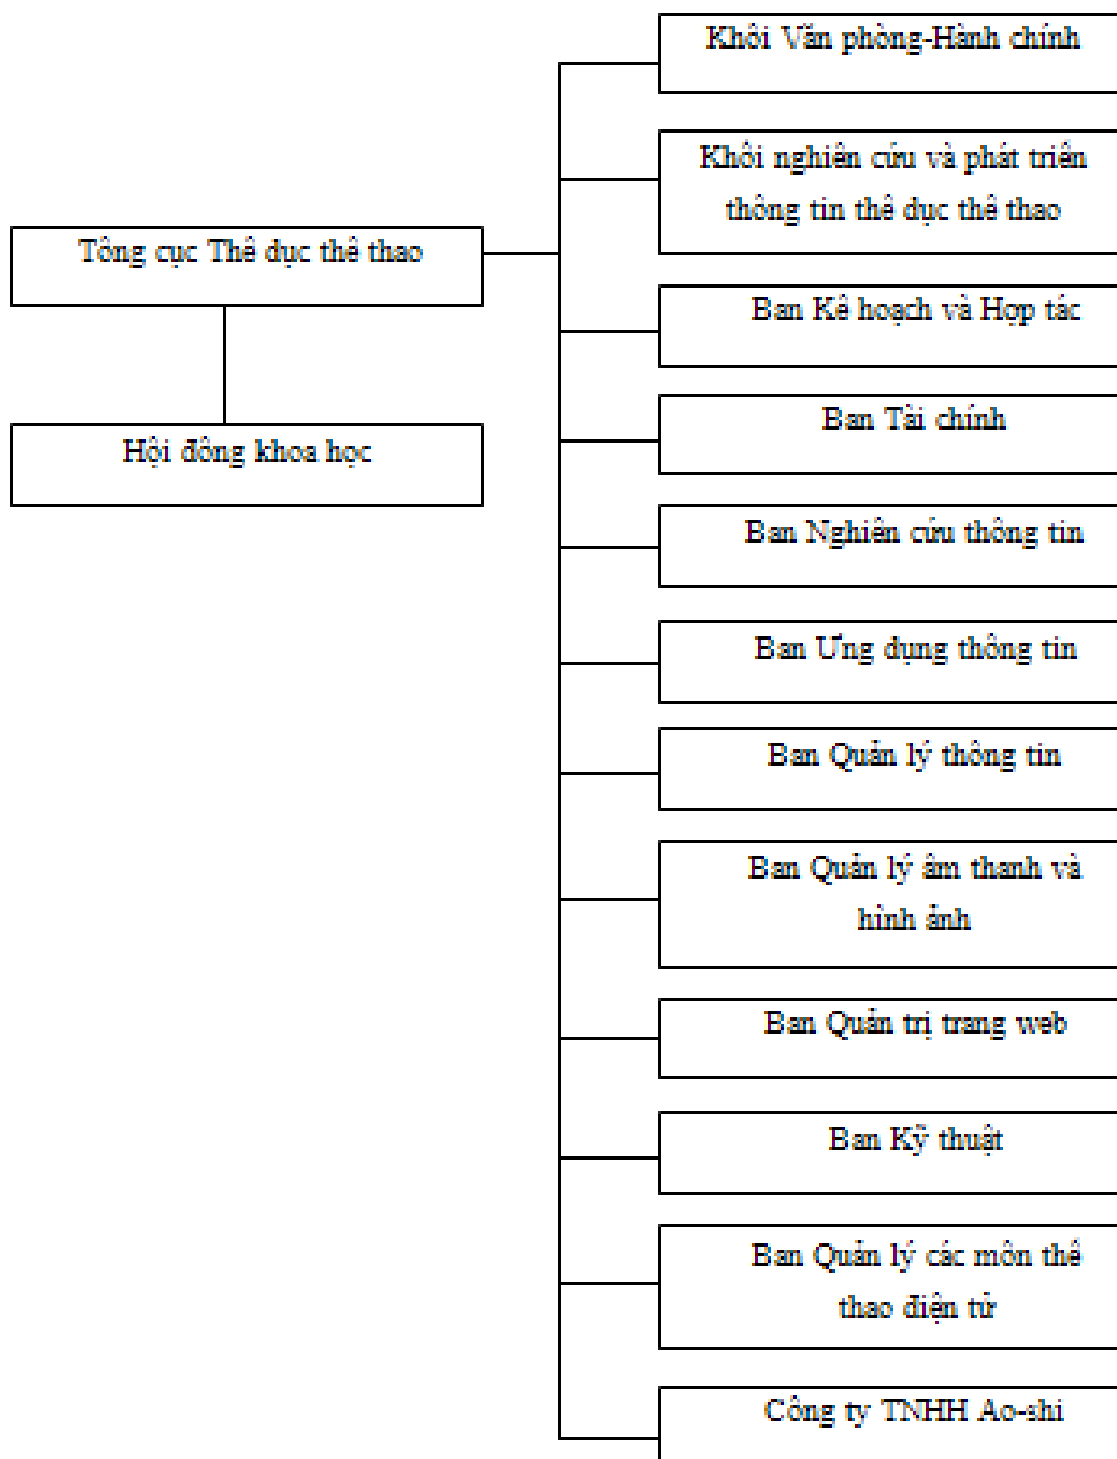 Khối Văn phòng-Hành chính
Khối nghiên cứu và phát triển
thông tin thể dục thể thao
Tổng cục Thể dục thể thao
Ban Kế hoạch và Hợp tác
Ban Tài chính
Hội đồng khoa học
Ban Nghiên cứu thông tin
Ban Ứng dụng thông tin
Ban Quản lý thông tin
Ban Quản lý âm thanh và
hình ảnh
Ban Quản trị trang web
Ban Kỹ thuật
Ban Quản lý các môn thể
thao điện tử
Công ty TNHH Ao-shi